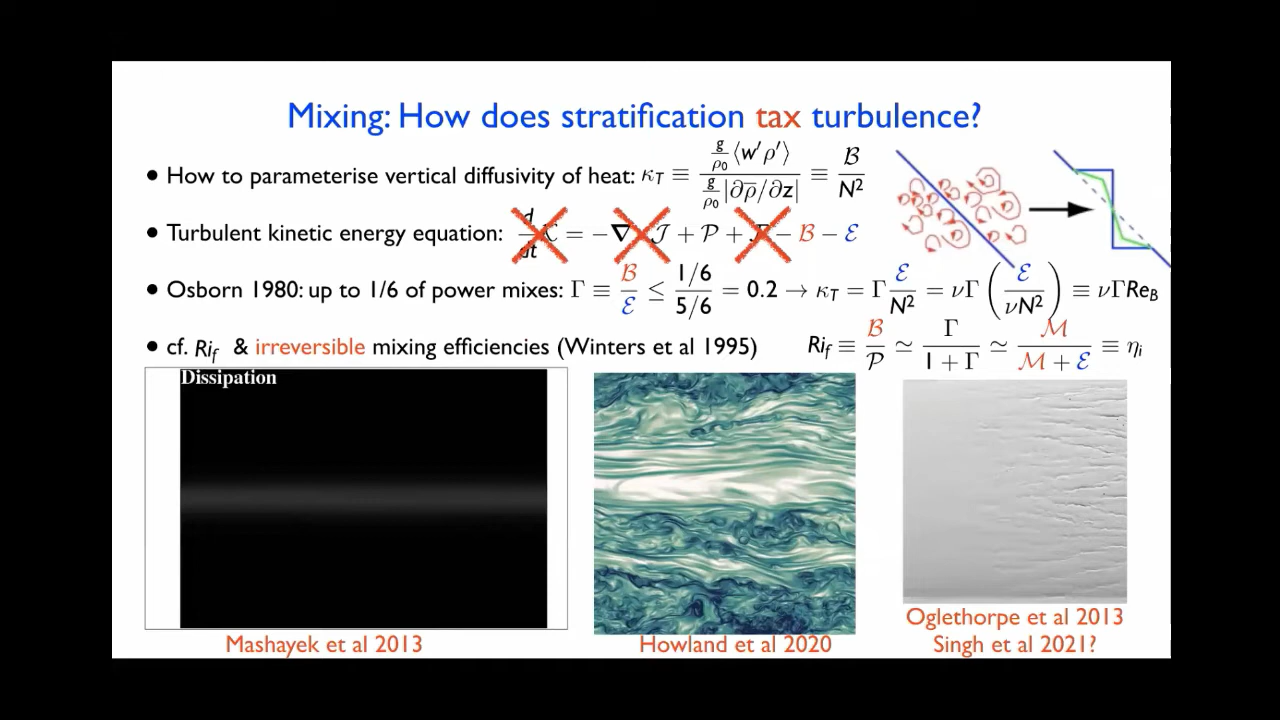 Mixing: How does stratification tax turbulence?
• How to parameterise vertical diffusivity of heat: κ_T ≡ (g/ρ₀ ⟨w′ρ′⟩)/(g/ρ₀ |∂ρ̅/∂z|) ≡ ℬ/N²
• Turbulent kinetic energy equation: d/dt 𝒦 = −∇ 𝒥 + 𝒫 + − ℬ − ℰ
• Osborn 1980: up to 1/6 of power mixes: Γ ≡ ℬ/ℰ ≤ (1/6)/(5/6) = 0.2 → κ_T = Γ ℰ/N² = νΓ (ℰ/νN²) ≡ νΓRe_B
• cf. Ri_f & irreversible mixing efficiencies (Winters et al 1995) Ri_f ≡ ℬ/𝒫 ≃ Γ/(1 + Γ) ≃ ℳ/(ℳ + ℰ) ≡ η_i
Dissipation
Mashayek et al 2013
Howland et al 2020
Oglethorpe et al 2013
Singh et al 2021?